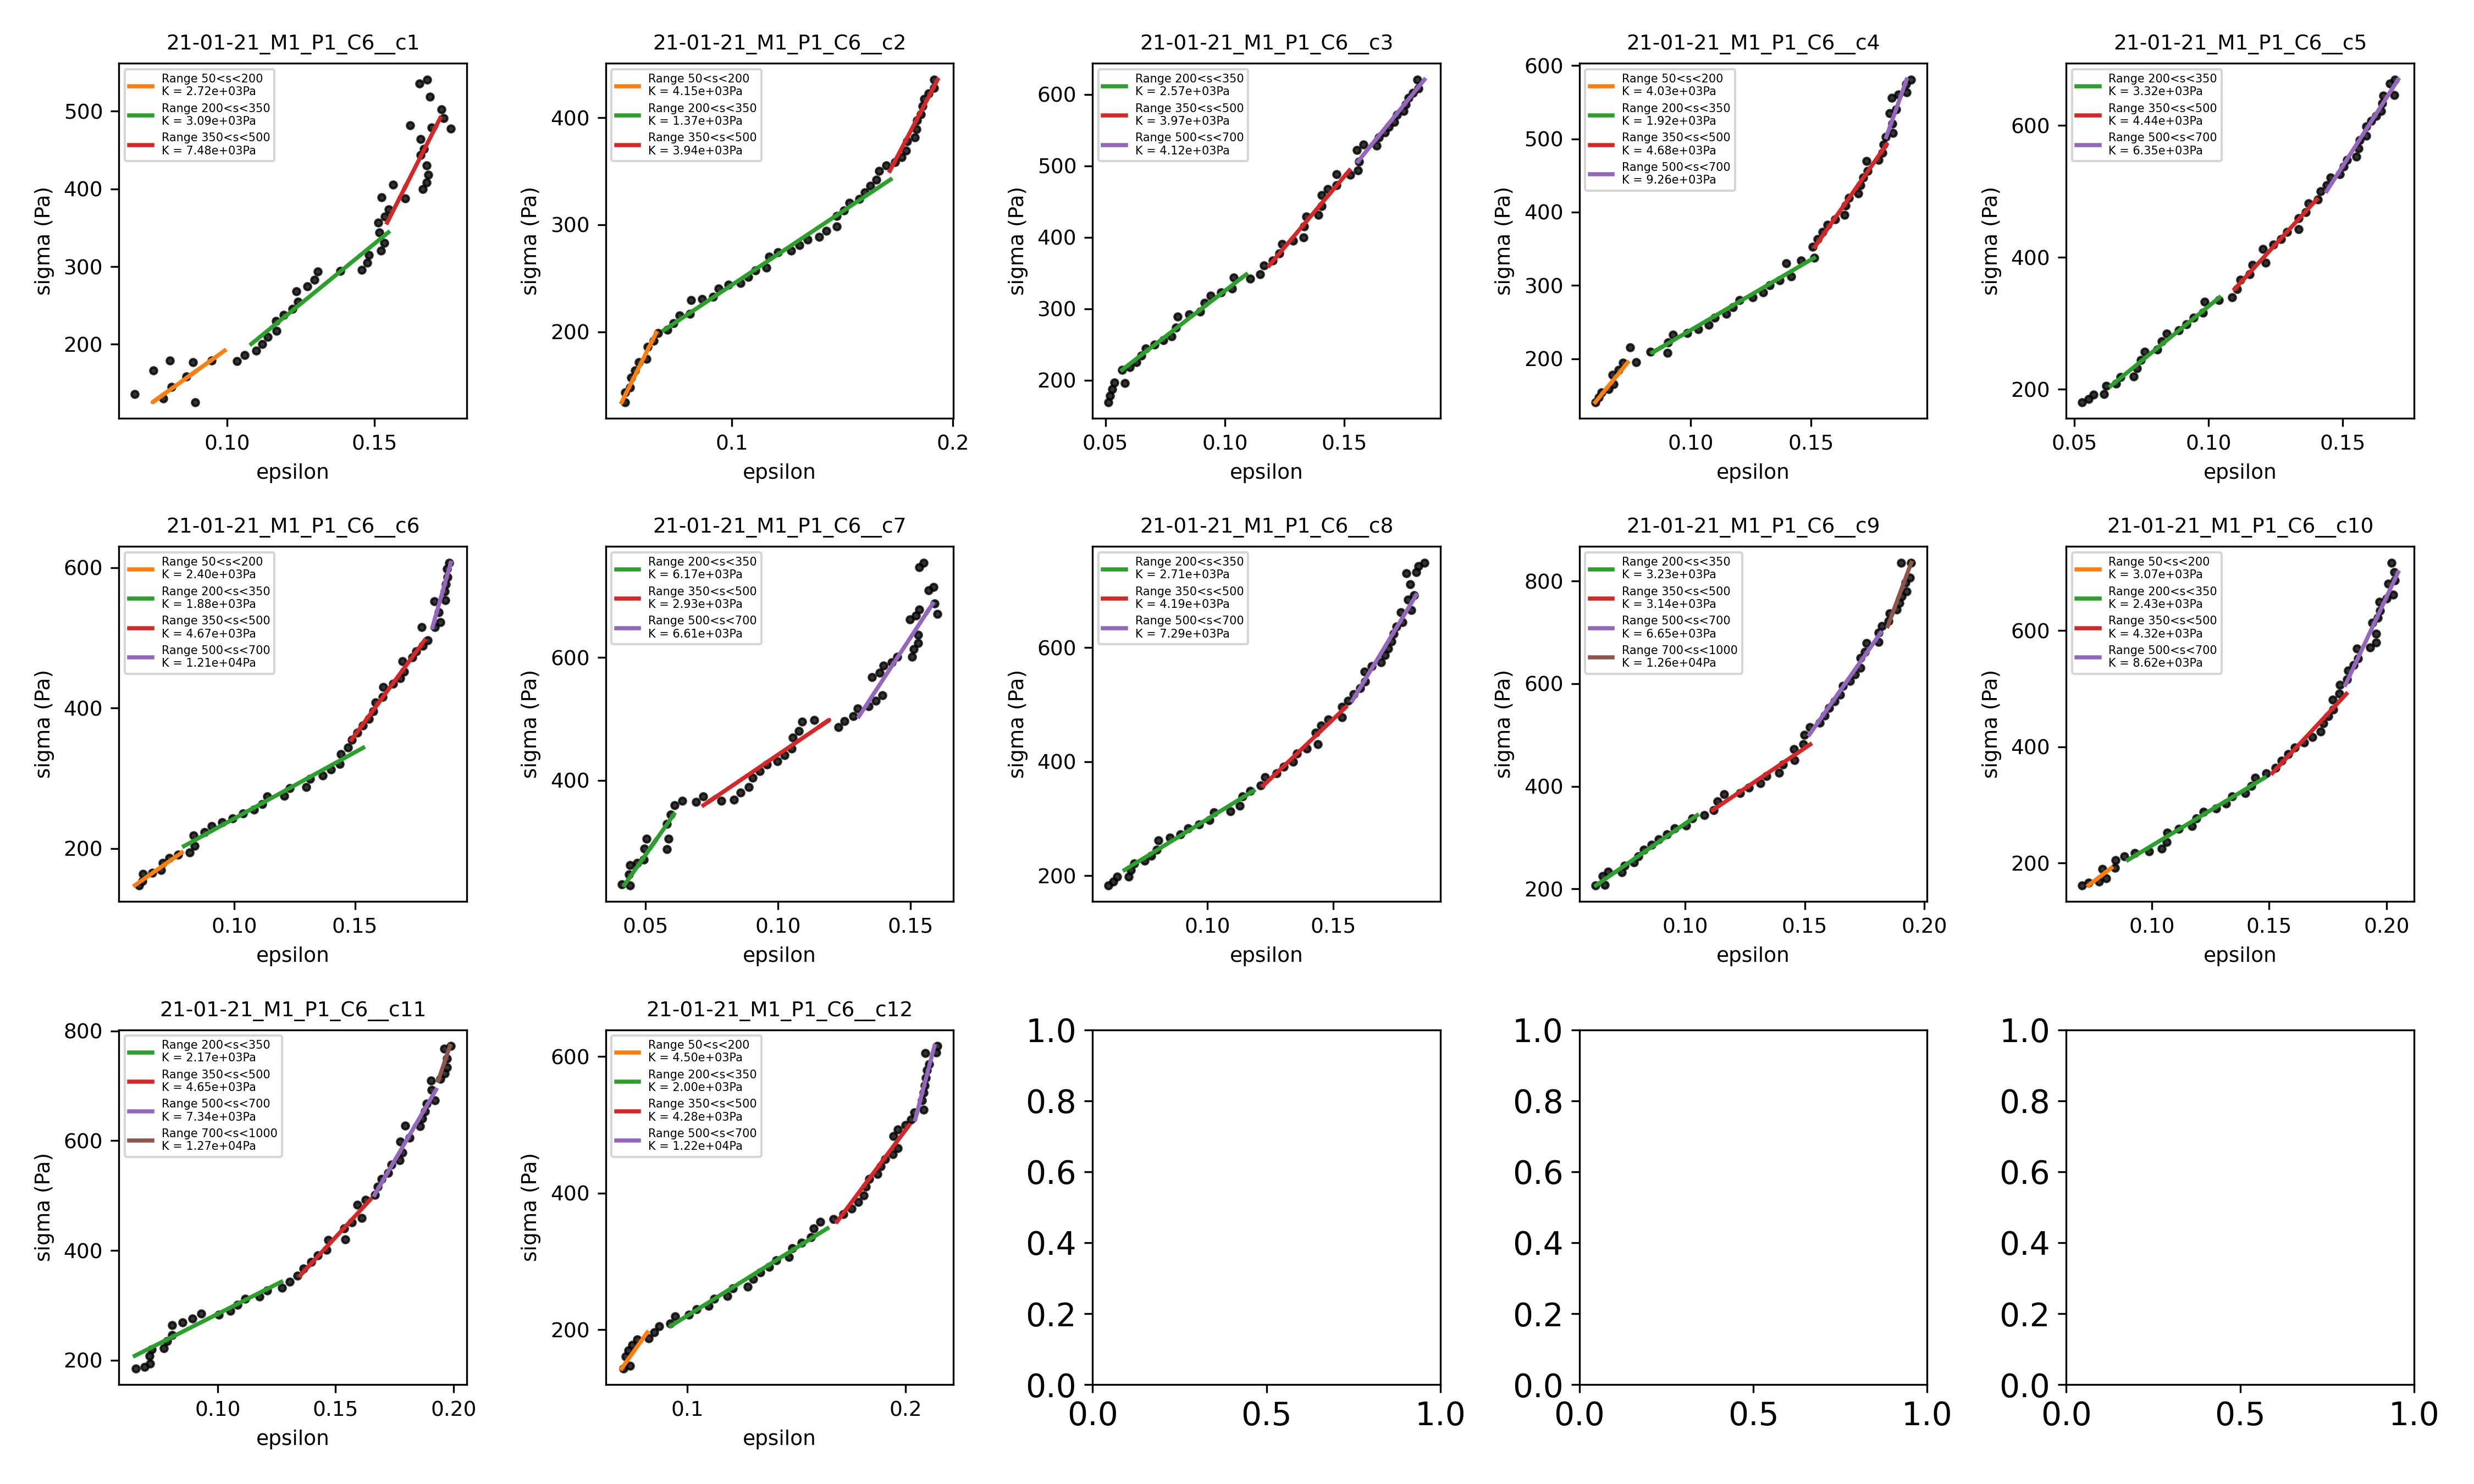 21-01-21_M1_P1_C6__c1
Range 50<s<200
K = 2.72e+03Pa
Range 200<s<350
K = 3.09e+03Pa
Range 350<s<500
K = 7.48e+03Pa
500
400
300
200
0.10 0.15
sigma (Pa)
epsilon
21-01-21_M1_P1_C6__c2
Range 50<s<200
K = 4.15e+03Pa
Range 200<s<350
K = 1.37e+03Pa
Range 350<s<500
K = 3.94e+03Pa
400
300
200
0.1 0.2
sigma (Pa)
epsilon
21-01-21_M1_P1_C6__c3
Range 200<s<350
K = 2.57e+03Pa
Range 350<s<500
K = 3.97e+03Pa
Range 500<s<700
K = 4.12e+03Pa
600
500
400
300
200
0.05 0.10 0.15
sigma (Pa)
epsilon
21-01-21_M1_P1_C6__c4
Range 50<s<200
K = 4.03e+03Pa
Range 200<s<350
K = 1.92e+03Pa
Range 350<s<500
K = 4.68e+03Pa
Range 500<s<700
K = 9.26e+03Pa
600
500
400
300
200
0.10 0.15
sigma (Pa)
epsilon
21-01-21_M1_P1_C6__c5
Range 200<s<350
K = 3.32e+03Pa
Range 350<s<500
K = 4.44e+03Pa
Range 500<s<700
K = 6.35e+03Pa
600
400
200
0.05 0.10 0.15
sigma (Pa)
epsilon
21-01-21_M1_P1_C6__c6
Range 50<s<200
K = 2.40e+03Pa
Range 200<s<350
K = 1.88e+03Pa
Range 350<s<500
K = 4.67e+03Pa
Range 500<s<700
K = 1.21e+04Pa
600
400
200
0.10 0.15
sigma (Pa)
epsilon
21-01-21_M1_P1_C6__c7
Range 200<s<350
K = 6.17e+03Pa
Range 350<s<500
K = 2.93e+03Pa
Range 500<s<700
K = 6.61e+03Pa
600
400
0.05 0.10 0.15
sigma (Pa)
epsilon
21-01-21_M1_P1_C6__c8
Range 200<s<350
K = 2.71e+03Pa
Range 350<s<500
K = 4.19e+03Pa
Range 500<s<700
K = 7.29e+03Pa
600
400
200
0.10 0.15
sigma (Pa)
epsilon
21-01-21_M1_P1_C6__c9
Range 200<s<350
K = 3.23e+03Pa
Range 350<s<500
K = 3.14e+03Pa
Range 500<s<700
K = 6.65e+03Pa
Range 700<s<1000
K = 1.26e+04Pa
800
600
400
200
0.10 0.15 0.20
sigma (Pa)
epsilon
21-01-21_M1_P1_C6__c10
Range 50<s<200
K = 3.07e+03Pa
Range 200<s<350
K = 2.43e+03Pa
Range 350<s<500
K = 4.32e+03Pa
Range 500<s<700
K = 8.62e+03Pa
600
400
200
0.10 0.15 0.20
sigma (Pa)
epsilon
21-01-21_M1_P1_C6__c11
Range 200<s<350
K = 2.17e+03Pa
Range 350<s<500
K = 4.65e+03Pa
Range 500<s<700
K = 7.34e+03Pa
Range 700<s<1000
K = 1.27e+04Pa
800
600
400
200
0.10 0.15 0.20
sigma (Pa)
epsilon
21-01-21_M1_P1_C6__c12
Range 50<s<200
K = 4.50e+03Pa
Range 200<s<350
K = 2.00e+03Pa
Range 350<s<500
K = 4.28e+03Pa
Range 500<s<700
K = 1.22e+04Pa
600
400
200
0.1 0.2
sigma (Pa)
epsilon
1.0
0.8
0.6
0.4
0.2
0.0
0.0 0.5 1.0
1.0
0.8
0.6
0.4
0.2
0.0
0.0 0.5 1.0
1.0
0.8
0.6
0.4
0.2
0.0
0.0 0.5 1.0